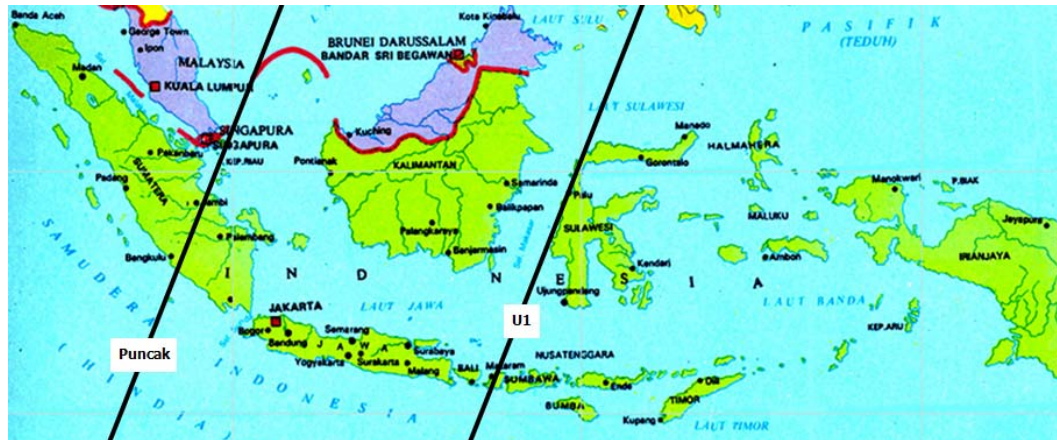 Banda Aceh
George Town
Ipon
MALAYSIA
Medan
KUALA LUMPUR
SINGAPURA
SINGAPURA
KEP.RIAU
Pakanbaru
Padang
SUMATERA
Jambi
Palembang
Bengkulu
SAMUDERA
(HINDIA)
INDONESIA
Puncak
Kota Kinabalu
LAUT SULU
BRUNEI DARUSSALAM
BANDAR SRI BEGAWAN
Kuching
Pontianak
KALIMANTAN
Samarinda
Balikpapan
Palangkaraya
Banjarmasin
I N D N E S I A
LAUT JAWA
JAKARTA
Bogor
Bandung
Semarang
J A W A
Surabaya
Yogyakarta
Surakarta
Malang
BALI
Mataram
U1
SUMBAWA
NUSATENGGARA
Ende
SUMBA
TIMOR
Kupang
LAUT TIMOR
LAUT SULAWESI
Manado
Gorontalo
Palu
SULAWESI
Kendari
Ujungpandang
HALMAHERA
MALUKU
Ambon
LAUT BANDA
KEP.ARU
Manokwari
P.BIAK
Jayapura
IRIANJAYA
PASIFIK
(TEDUH)